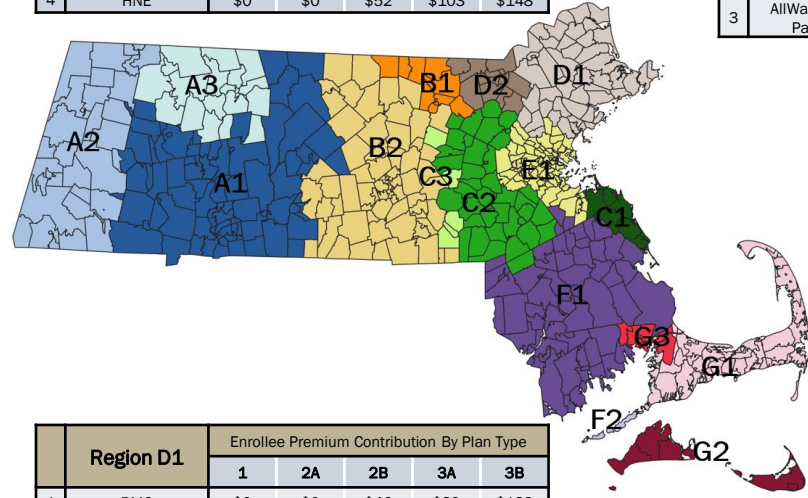 4 HNE $0 $0 $52 $103 $148
3 AllWa
Pa
A3
B1
D2
D1
A2
B2
E1
A1
C3
C2
C1
F1
G3
G1
F2
G2
Region D1
Enrollee Premium Contribution By Plan Type
1 2A 2B 3A 3B